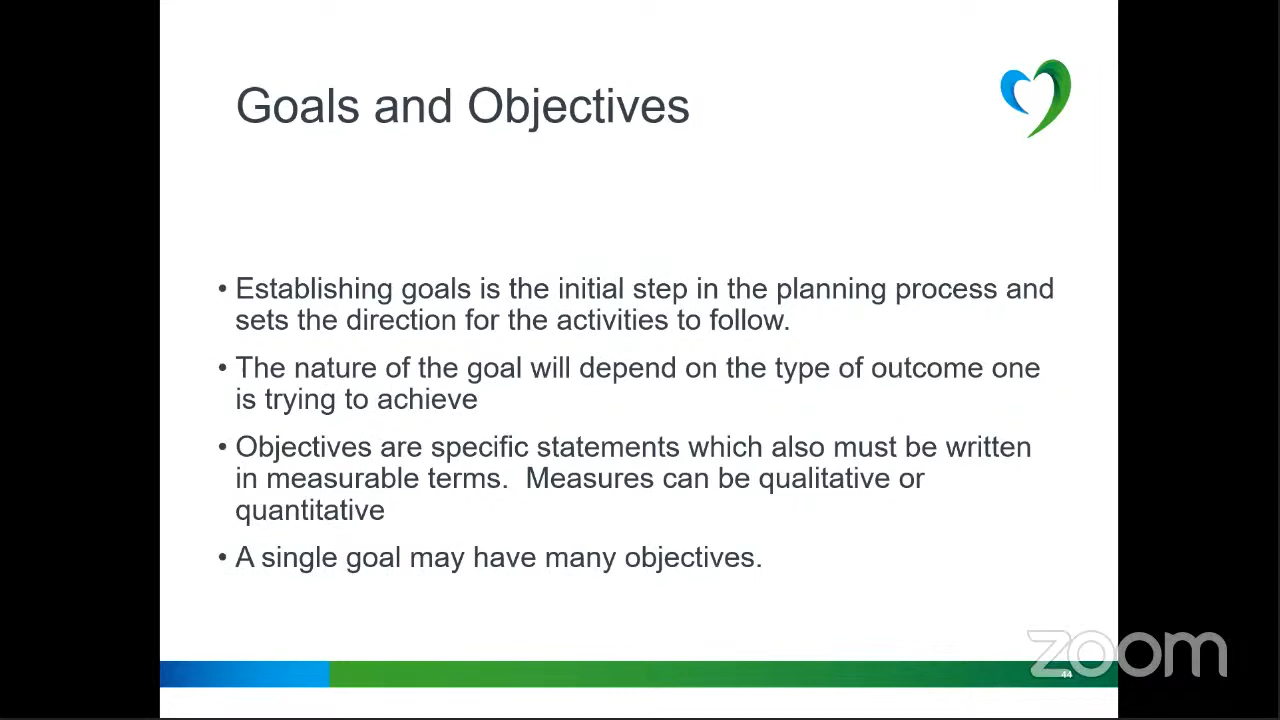 Goals and Objectives
• Establishing goals is the initial step in the planning process and
sets the direction for the activities to follow.
• The nature of the goal will depend on the type of outcome one
is trying to achieve
• Objectives are specific statements which also must be written
in measurable terms.  Measures can be qualitative or
quantitative
• A single goal may have many objectives.
zoom
44